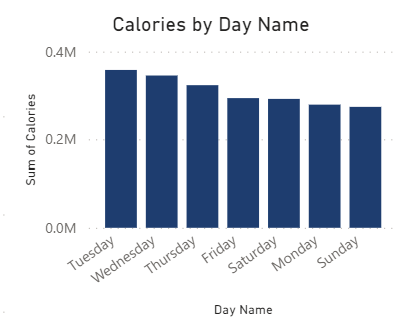 Calories by Day Name
0.4M
0.2M
0.0M
Sum of Calories
Tuesday
Wednesday
Thursday
Friday
Saturday
Monday
Sunday
Day Name